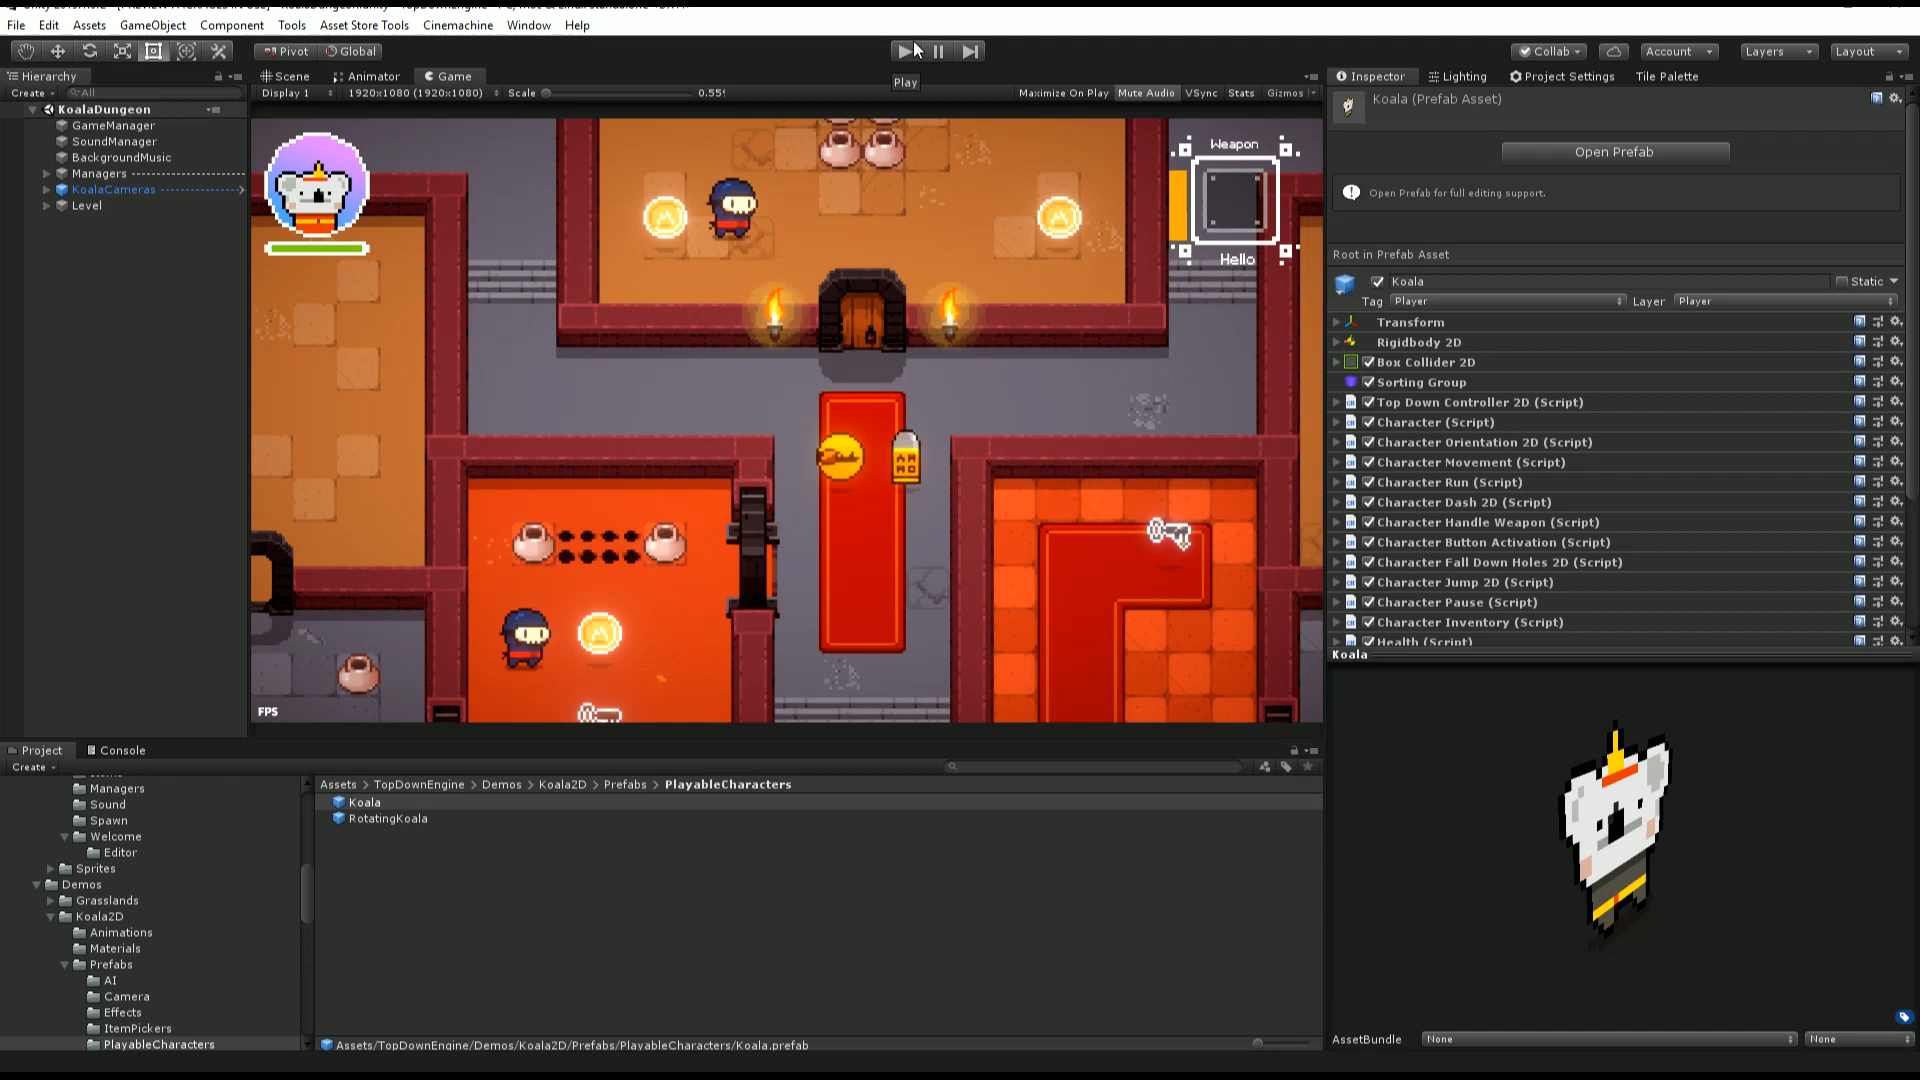 File Edit Assets GameObject Component Tools Asset Store Tools Cinemachine Window Help
Pivot Global Collab Account Layers Layout
Play
Hierarchy
Create All
KoalaDungeon
GameManager
SoundManager
BackgroundMusic
Managers
KoalaCameras
Level
Scene Animator Game
Display 1 1920x1080 (1920x1080) Scale 0.55 Maximize On Play Mute Audio VSync Stats Gizmos
Weapon
Hello
AM
MO
FPS
Inspector Lighting Project Settings Tile Palette
Koala (Prefab Asset)
Open Prefab
Open Prefab for full editing support.
Root in Prefab Asset
Koala Static
Tag Player Layer Player
Transform
Rigidbody 2D
Box Collider 2D
Sorting Group
Top Down Controller 2D (Script)
Character (Script)
Character Orientation 2D (Script)
Character Movement (Script)
Character Run (Script)
Character Dash 2D (Script)
Character Handle Weapon (Script)
Character Button Activation (Script)
Character Fall Down Holes 2D (Script)
Character Jump 2D (Script)
Character Pause (Script)
Character Inventory (Script)
Health (Script)
Koala
AssetBundle None None
Project Console
Create
Managers
Sound
Spawn
Welcome
Editor
Sprites
Demos
Grasslands
Koala2D
Animations
Materials
Prefabs
AI
Camera
Effects
ItemPickers
PlayableCharacters
Assets > TopDownEngine > Demos > Koala2D > Prefabs > PlayableCharacters
Koala
RotatingKoala
Assets/TopDownEngine/Demos/Koala2D/Prefabs/PlayableCharacters/Koala.prefab